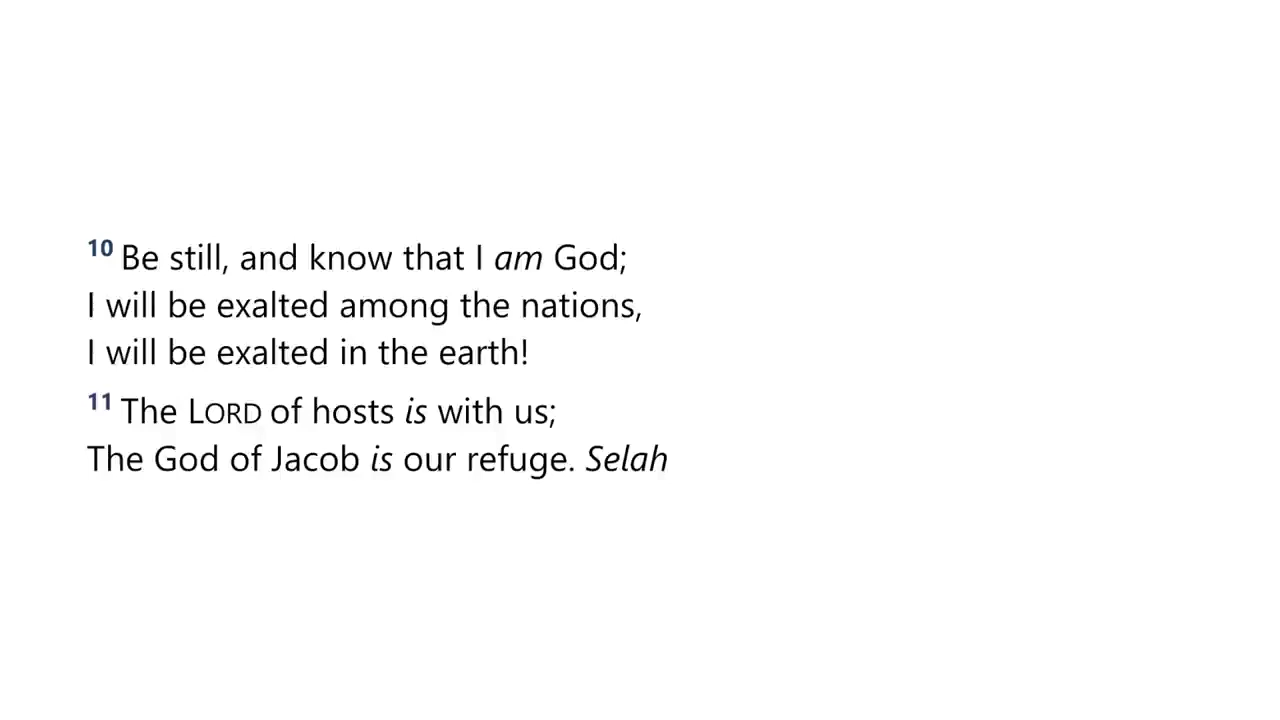 10 Be still, and know that I am God;
I will be exalted among the nations,
I will be exalted in the earth!
11 The LORD of hosts is with us;
The God of Jacob is our refuge. Selah